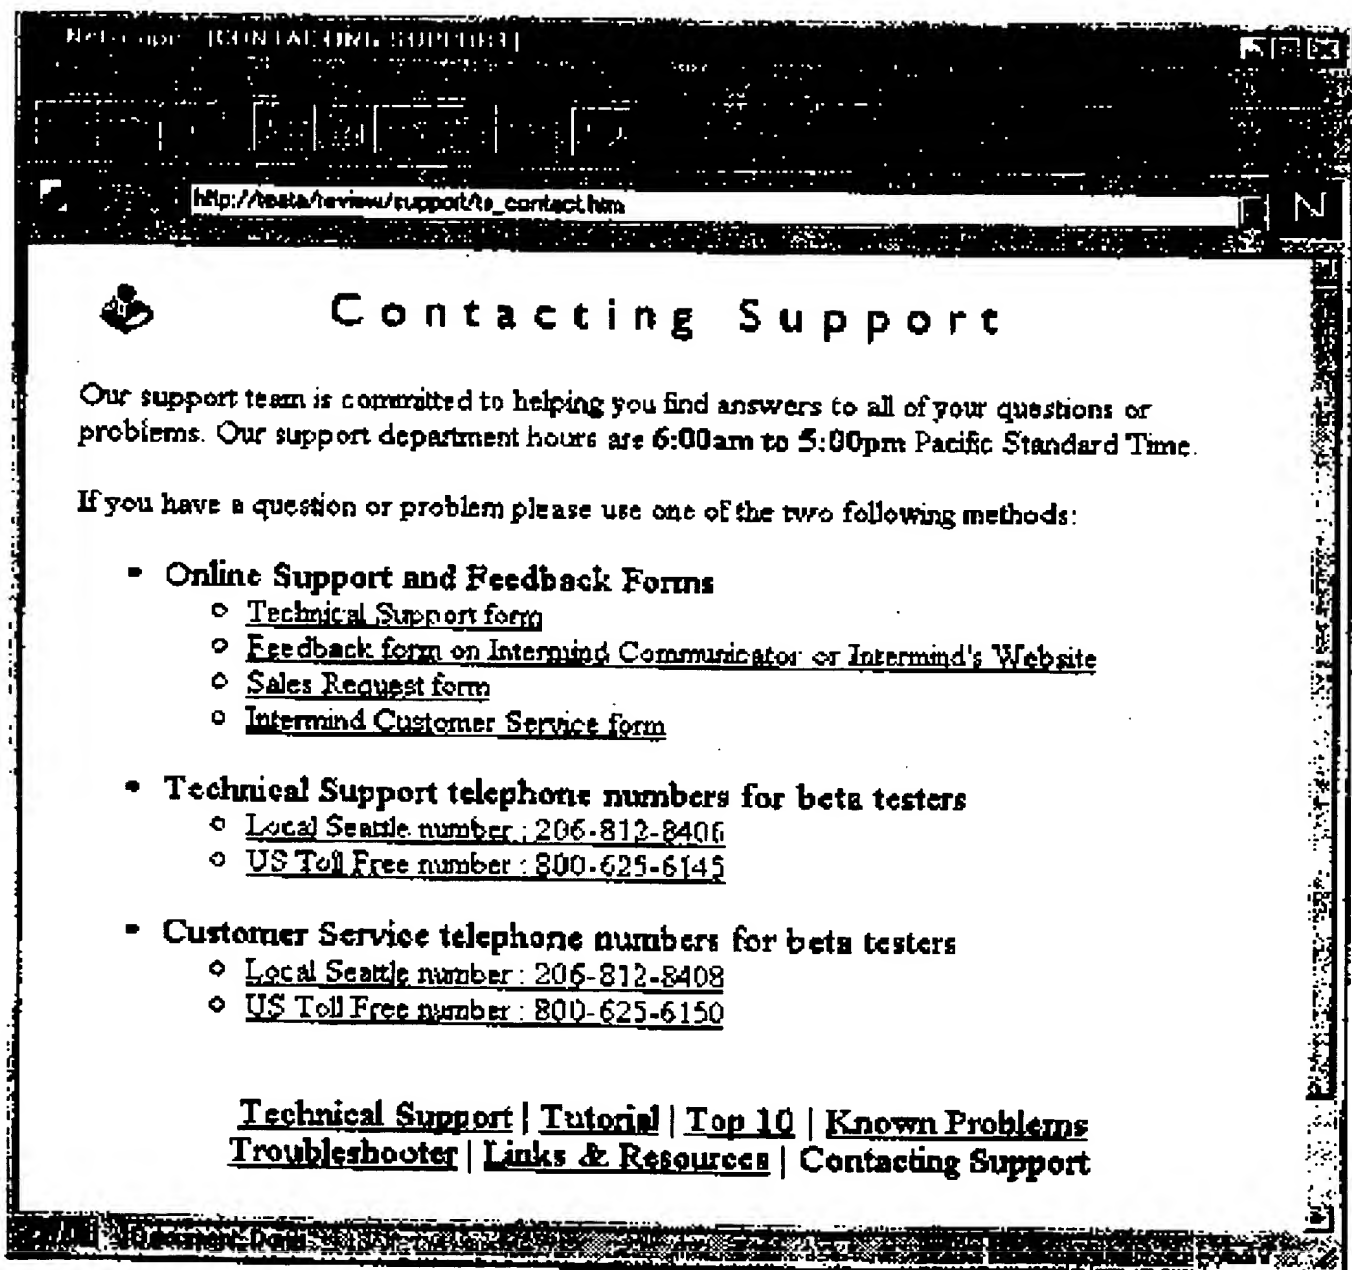 Netscape - [CONTACTING SUPPORT]
N
Contacting Support
Our support team is committed to helping you find answers to all of your questions or
problems. Our support department hours are 6:00am to 5:00pm Pacific Standard Time.
If you have a question or problem please use one of the two following methods:
Online Support and Feedback Forms
Technical Support form
Feedback form on Intermind Communicator or Intermind's Website
Sales Request form
Intermind Customer Service form
Technical Support telephone numbers for beta testers
Local Seattle number : 206-812-8406
US Toll Free number : 800-625-6145
Customer Service telephone numbers for beta testers
Local Seattle number : 206-812-8408
US Toll Free number : 800-625-6150
Technical Support | Tutorial | Top 10 | Known Problems
Troubleshooter | Links & Resources | Contacting Support
Document: Done